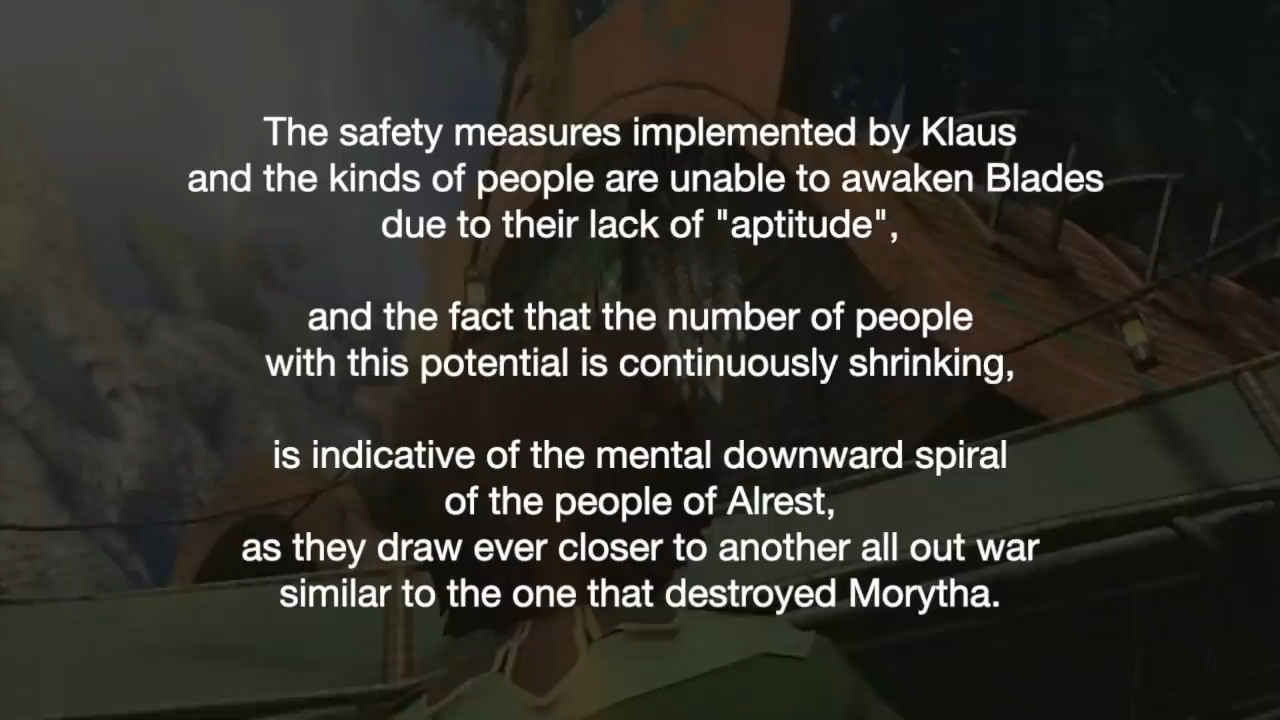 The safety measures implemented by Klaus
and the kinds of people are unable to awaken Blades
due to their lack of "aptitude",
and the fact that the number of people
with this potential is continuously shrinking,
is indicative of the mental downward spiral
of the people of Alrest,
as they draw ever closer to another all out war
similar to the one that destroyed Morytha.